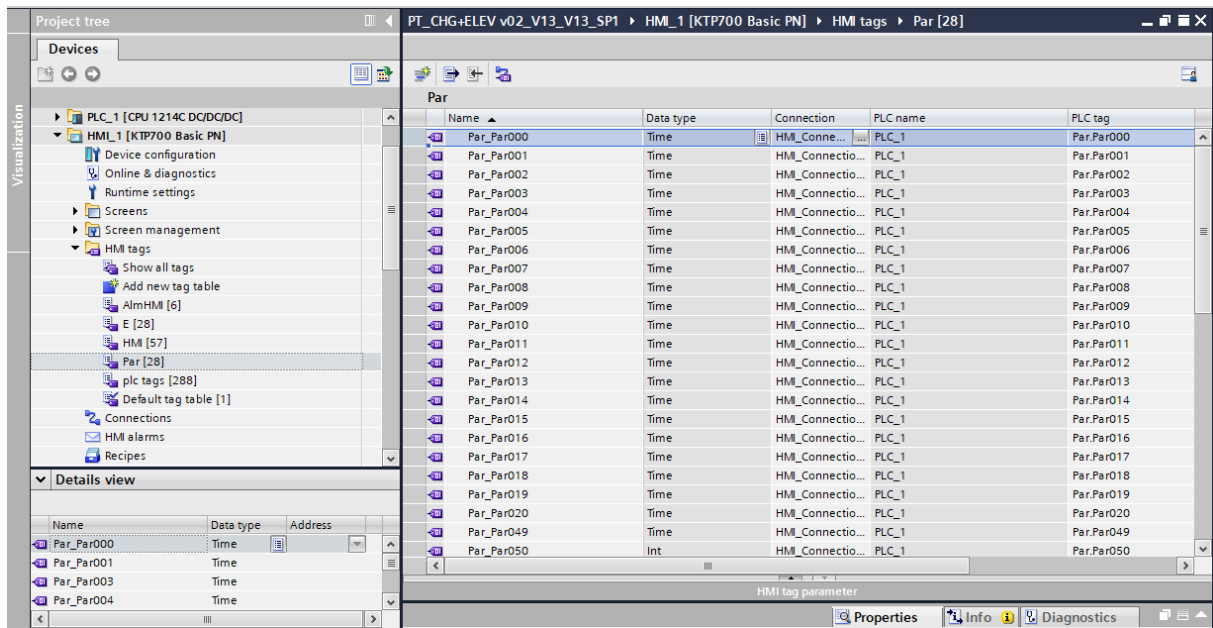 Project tree
PT_CHG+ELEV v02_V13_V13_SP1 ▸ HMI_1 [KTP700 Basic PN] ▸ HMI tags ▸ Par [28]
Devices
Visualization
PLC_1 [CPU 1214C DC/DC/DC]
HMI_1 [KTP700 Basic PN]
Device configuration
Online & diagnostics
Runtime settings
Screens
Screen management
HMI tags
Show all tags
Add new tag table
AlmHMI [6]
E [28]
HMI [57]
Par [28]
plc tags [288]
Default tag table [1]
Connections
HMI alarms
Recipes
Details view
Name Data type Address
Par_Par000 Time
Par_Par001 Time
Par_Par003 Time
Par_Par004 Time
Par
Name Data type Connection PLC name PLC tag
Par_Par000 Time HMI_Conne... ... PLC_1 Par.Par000
Par_Par001 Time HMI_Connectio... PLC_1 Par.Par001
Par_Par002 Time HMI_Connectio... PLC_1 Par.Par002
Par_Par003 Time HMI_Connectio... PLC_1 Par.Par003
Par_Par004 Time HMI_Connectio... PLC_1 Par.Par004
Par_Par005 Time HMI_Connectio... PLC_1 Par.Par005
Par_Par006 Time HMI_Connectio... PLC_1 Par.Par006
Par_Par007 Time HMI_Connectio... PLC_1 Par.Par007
Par_Par008 Time HMI_Connectio... PLC_1 Par.Par008
Par_Par009 Time HMI_Connectio... PLC_1 Par.Par009
Par_Par010 Time HMI_Connectio... PLC_1 Par.Par010
Par_Par011 Time HMI_Connectio... PLC_1 Par.Par011
Par_Par012 Time HMI_Connectio... PLC_1 Par.Par012
Par_Par013 Time HMI_Connectio... PLC_1 Par.Par013
Par_Par014 Time HMI_Connectio... PLC_1 Par.Par014
Par_Par015 Time HMI_Connectio... PLC_1 Par.Par015
Par_Par016 Time HMI_Connectio... PLC_1 Par.Par016
Par_Par017 Time HMI_Connectio... PLC_1 Par.Par017
Par_Par018 Time HMI_Connectio... PLC_1 Par.Par018
Par_Par019 Time HMI_Connectio... PLC_1 Par.Par019
Par_Par020 Time HMI_Connectio... PLC_1 Par.Par020
Par_Par049 Time HMI_Connectio... PLC_1 Par.Par049
Par_Par050 Int HMI_Connectio... PLC_1 Par.Par050
HMI tag parameter
Properties Info Diagnostics